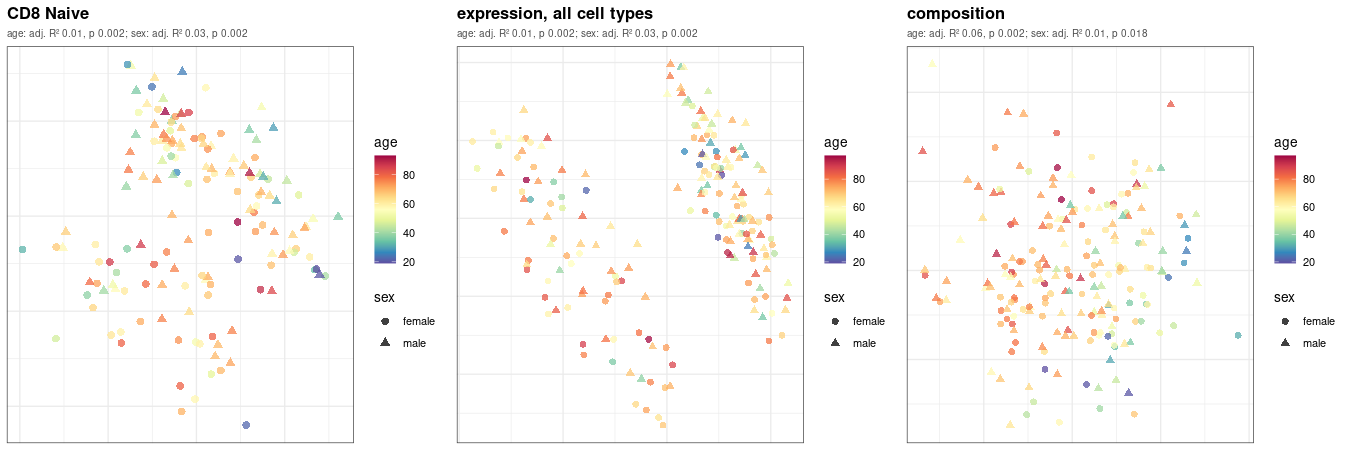 CD8 Naive
age: adj. R² 0.01, p 0.002; sex: adj. R² 0.03, p 0.002
age
80
60
40
20
sex
female
male
expression, all cell types
age: adj. R² 0.01, p 0.002; sex: adj. R² 0.03, p 0.002
age
80
60
40
20
sex
female
male
composition
age: adj. R² 0.06, p 0.002; sex: adj. R² 0.01, p 0.018
age
80
60
40
20
sex
female
male